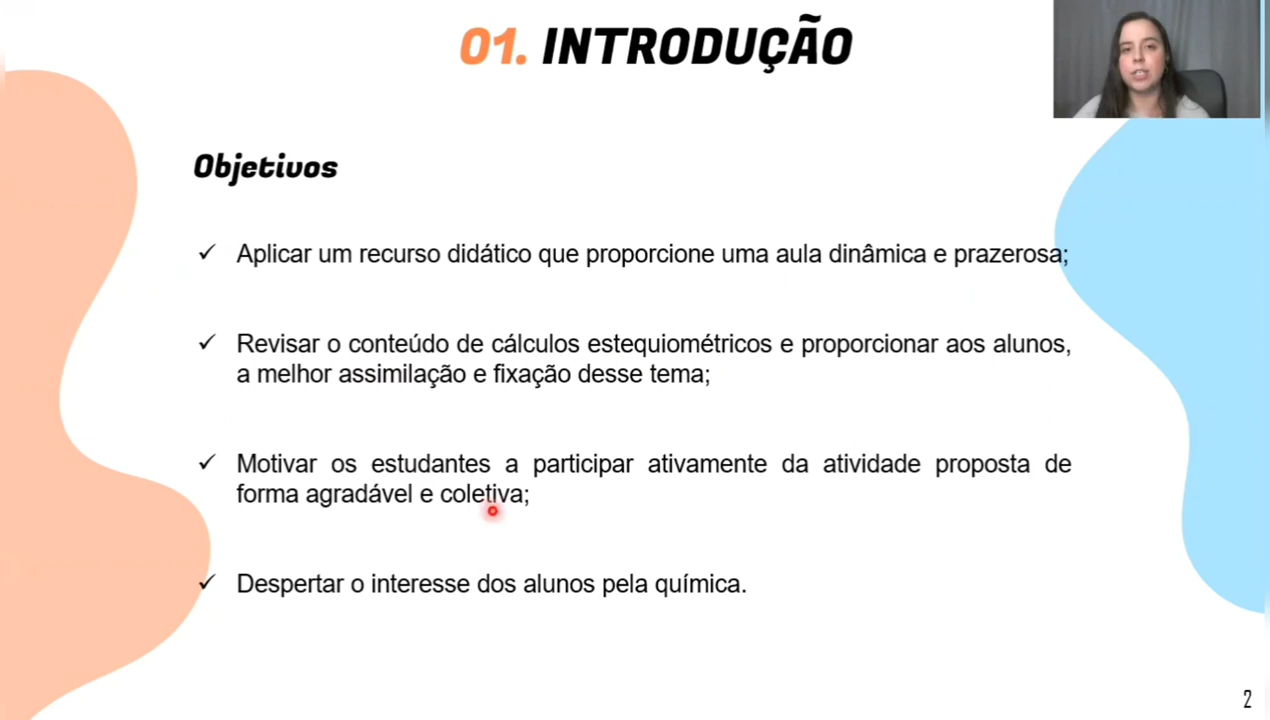 01. INTRODUÇÃO
Objetivos
✓ Aplicar um recurso didático que proporcione uma aula dinâmica e prazerosa;
✓ Revisar o conteúdo de cálculos estequiométricos e proporcionar aos alunos,
a melhor assimilação e fixação desse tema;
✓ Motivar os estudantes a participar ativamente da atividade proposta de
forma agradável e coletiva;
✓ Despertar o interesse dos alunos pela química.
2